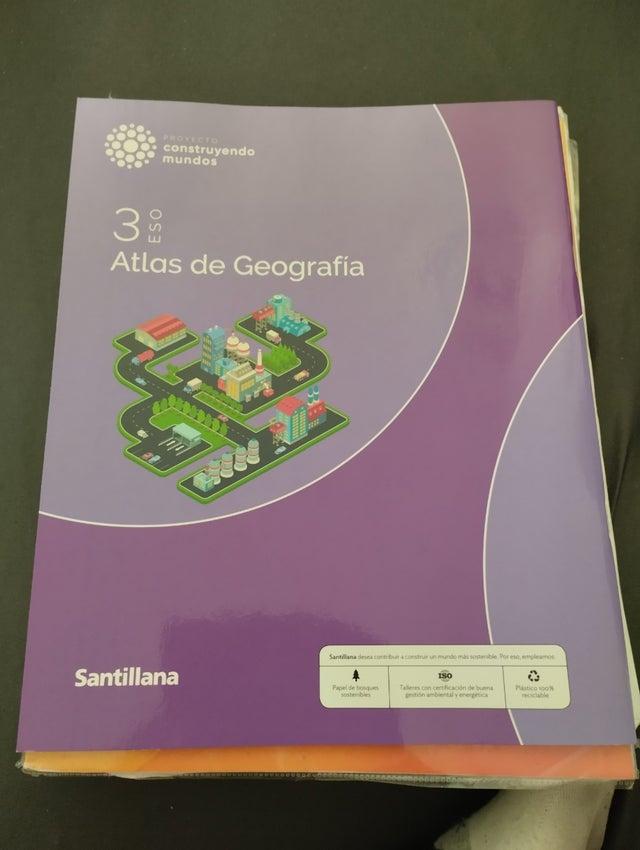 PROYECTO
construyendo
mundos
3 ESO
Atlas de Geografía
Santillana
Santillana desea contribuir a construir un mundo más sostenible. Por eso, empleamos:
Papel de bosques
sostenibles
ISO
Talleres con certificación de buena
gestión ambiental y energética
Plástico 100%
reciclable